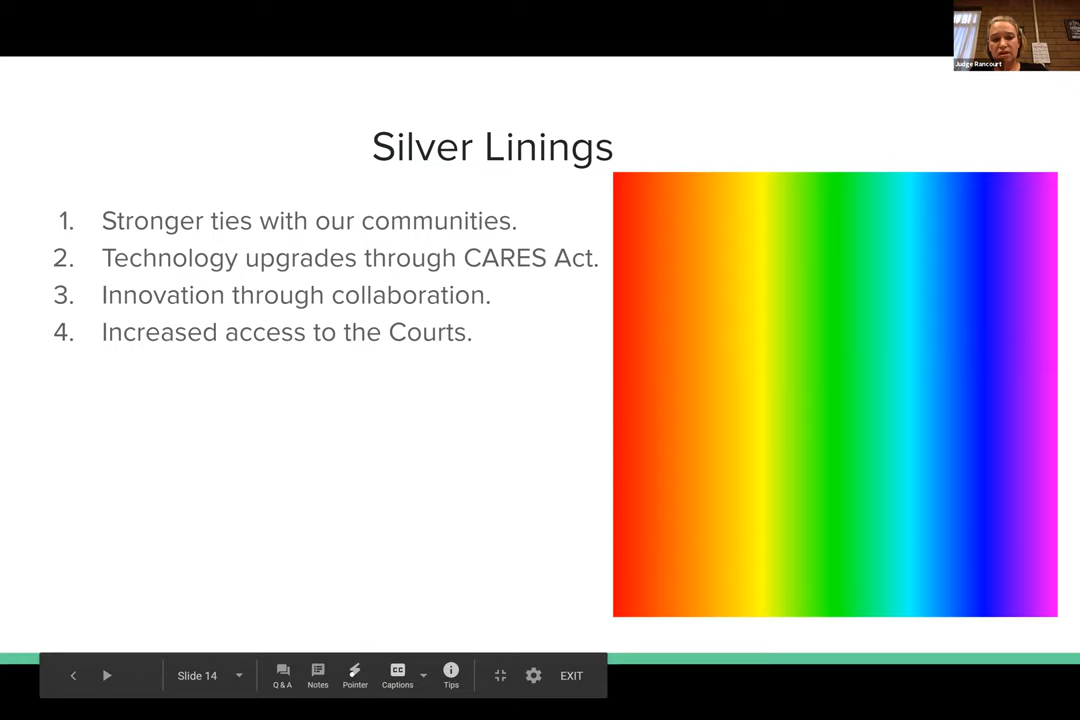 Judge Rancourt
Silver Linings
1. Stronger ties with our communities.
2. Technology upgrades through CARES Act.
3. Innovation through collaboration.
4. Increased access to the Courts.
Slide 14
Q & A
Notes
Pointer
CC
Captions
Tips
EXIT